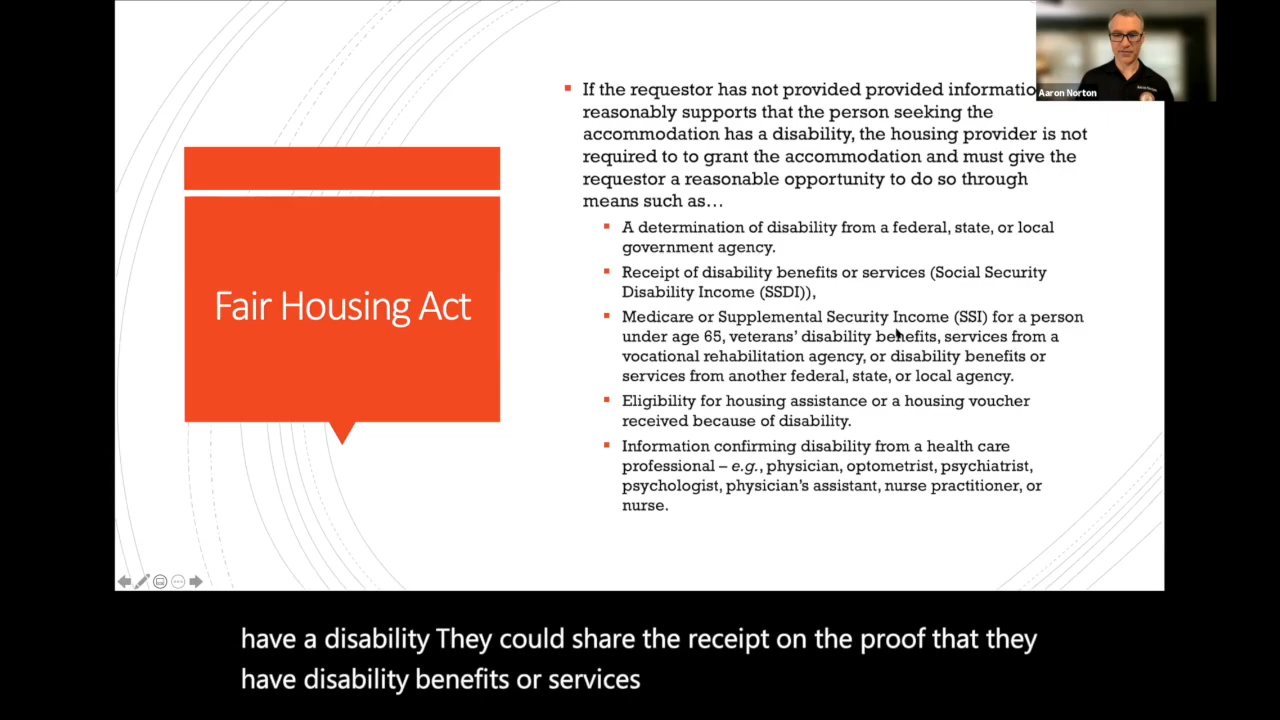 Aaron Norton
If the requestor has not provided provided informatio
reasonably supports that the person seeking the
accommodation has a disability, the housing provider is not
required to to grant the accommodation and must give the
requestor a reasonable opportunity to do so through
means such as…
A determination of disability from a federal, state, or local
government agency.
Receipt of disability benefits or services (Social Security
Disability Income (SSDI)),
Medicare or Supplemental Security Income (SSI) for a person
under age 65, veterans’ disability benefits, services from a
vocational rehabilitation agency, or disability benefits or
services from another federal, state, or local agency.
Eligibility for housing assistance or a housing voucher
received because of disability.
Information confirming disability from a health care
professional – e.g., physician, optometrist, psychiatrist,
psychologist, physician’s assistant, nurse practitioner, or
nurse.
Fair Housing Act
have a disability They could share the receipt on the proof that they
have disability benefits or services